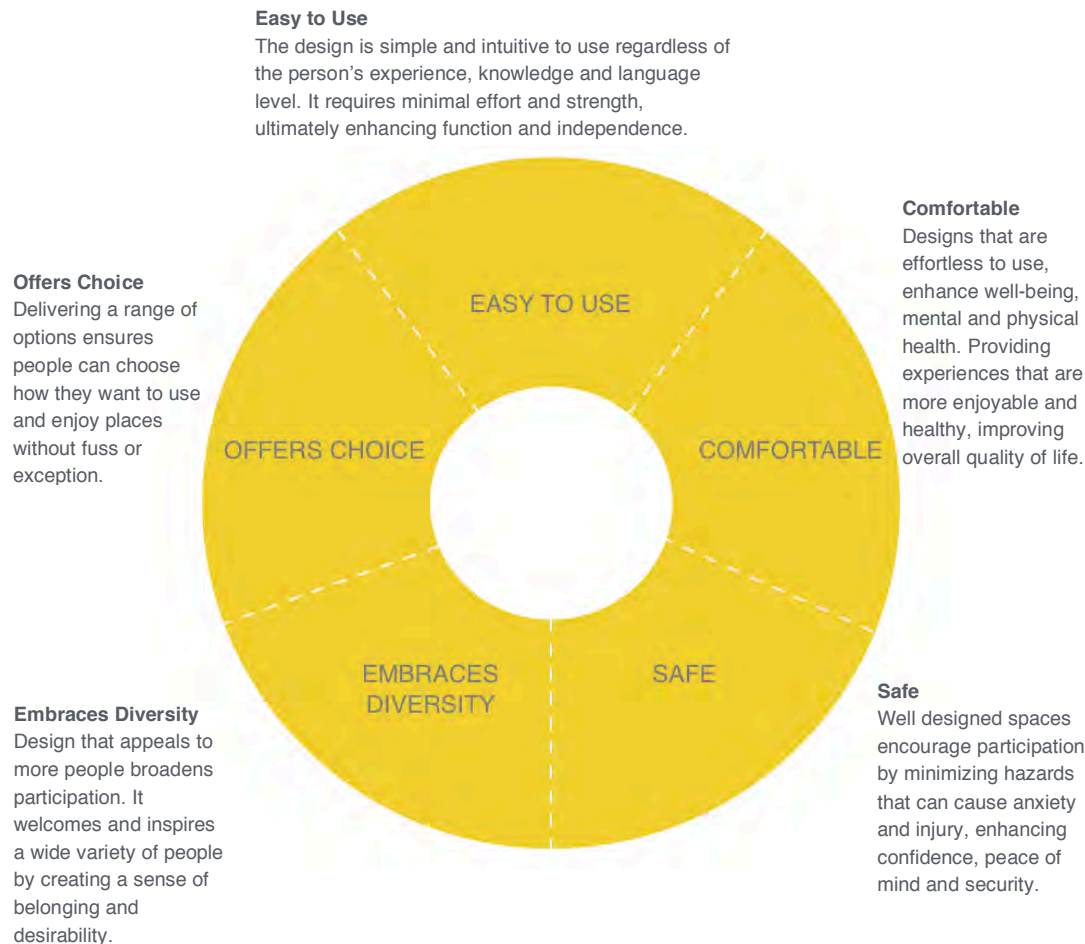 Easy to Use
The design is simple and intuitive to use regardless of
the person's experience, knowledge and language
level. It requires minimal effort and strength,
ultimately enhancing function and independence.
Comfortable
Designs that are
effortless to use,
enhance well-being,
mental and physical
health. Providing
experiences that are
more enjoyable and
healthy, improving
overall quality of life.
Offers Choice
Delivering a range of
options ensures
people can choose
how they want to use
and enjoy places
without fuss or
exception.
EASY TO USE
OFFERS CHOICE
COMFORTABLE
EMBRACES
DIVERSITY
SAFE
Safe
Well designed spaces
encourage participation
by minimizing hazards
that can cause anxiety
and injury, enhancing
confidence, peace of
mind and security.
Embraces Diversity
Design that appeals to
more people broadens
participation. It
welcomes and inspires
a wide variety of people
by creating a sense of
belonging and
desirability.